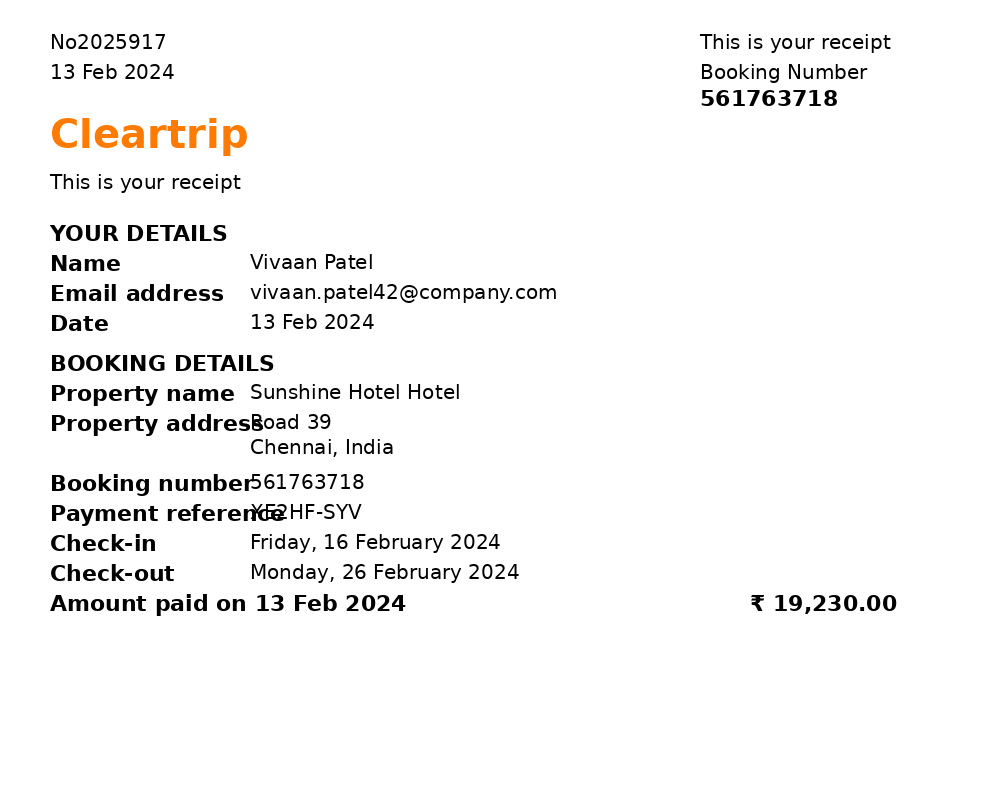 No2025917
13 Feb 2024
This is your receipt
Booking Number
561763718
Cleartrip
This is your receipt
YOUR DETAILS
Name Vivaan Patel
Email address vivaan.patel42@company.com
Date 13 Feb 2024
BOOKING DETAILS
Property name Sunshine Hotel Hotel
Property address Road 39
Chennai, India
Booking number 561763718
Payment reference XE2HF-SYV
Check-in Friday, 16 February 2024
Check-out Monday, 26 February 2024
Amount paid on 13 Feb 2024 ₹ 19,230.00